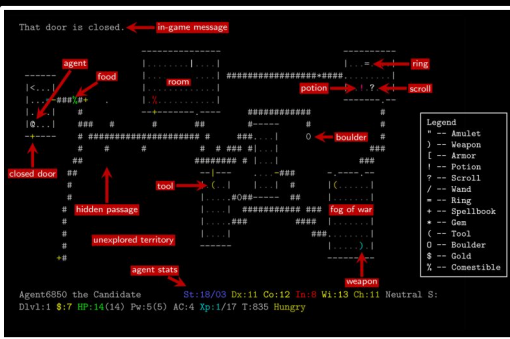 That door is closed.
in-game message
agent
food
room
ring
potion
scroll
boulder
closed door
tool
hidden passage
fog of war
unexplored territory
agent stats
weapon
Legend
" -- Amulet
) -- Weapon
[ -- Armor
! -- Potion
? -- Scroll
/ -- Wand
= -- Ring
+ -- Spellbook
* -- Gem
( -- Tool
O -- Boulder
$ -- Gold
% -- Comestible
Agent6850 the Candidate St:18/03 Dx:11 Co:12 In:8 Wi:13 Ch:11 Neutral S:
Dlvl:1 $:7 HP:14(14) Pw:5(5) AC:4 Xp:1/17 T:835 Hungry